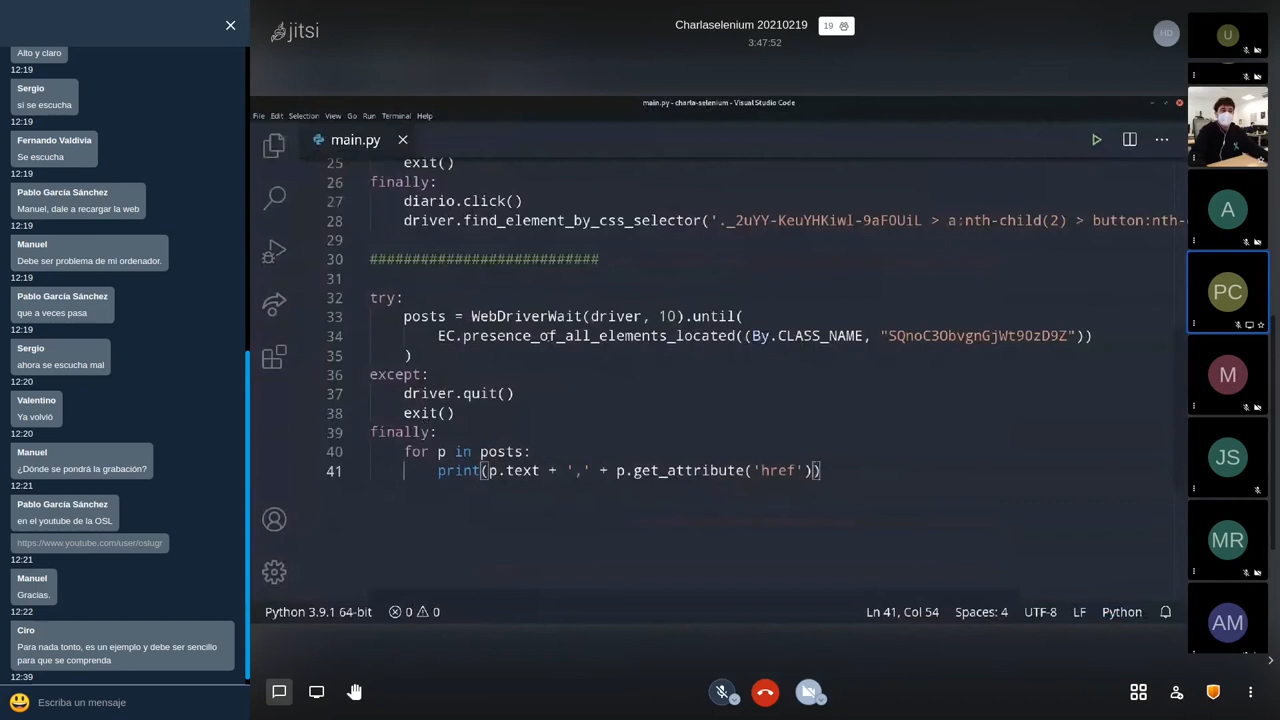 Alto y claro
12:19
Sergio
sí se escucha
12:19
Fernando Valdivia
Se escucha
12:19
Pablo García Sánchez
Manuel, dale a recargar la web
12:19
Manuel
Debe ser problema de mi ordenador.
12:19
Pablo García Sánchez
que a veces pasa
12:19
Sergio
ahora se escucha mal
12:20
Valentino
Ya volvió
12:20
Manuel
¿Dónde se pondrá la grabación?
12:21
Pablo García Sánchez
en el youtube de la OSL
https://www.youtube.com/user/oslugr
12:21
Manuel
Gracias.
12:22
Ciro
Para nada tonto, es un ejemplo y debe ser sencillo
para que se comprenda
12:39
Escriba un mensaje
jitsi
Charlaselenium 20210219
19
3:47:52
HD
main.py - charla-selenium - Visual Studio Code
File Edit Selection View Go Run Terminal Help
main.py
25 exit()
26 finally:
27 diario.click()
28 driver.find_element_by_css_selector('._2uYY-KeuYHKiwl-9aFOUiL > a:nth-child(2) > button:nth-
29
30 ###########################
31
32 try:
33 posts = WebDriverWait(driver, 10).until(
34 EC.presence_of_all_elements_located((By.CLASS_NAME, "SQnoC3ObvgnGjWt90zD9Z"))
35 )
36 except:
37 driver.quit()
38 exit()
39 finally:
40 for p in posts:
41 print(p.text + ',' + p.get_attribute('href'))
Python 3.9.1 64-bit 0 0 Ln 41, Col 54 Spaces: 4 UTF-8 LF Python
U
A
PC
M
JS
MR
AM